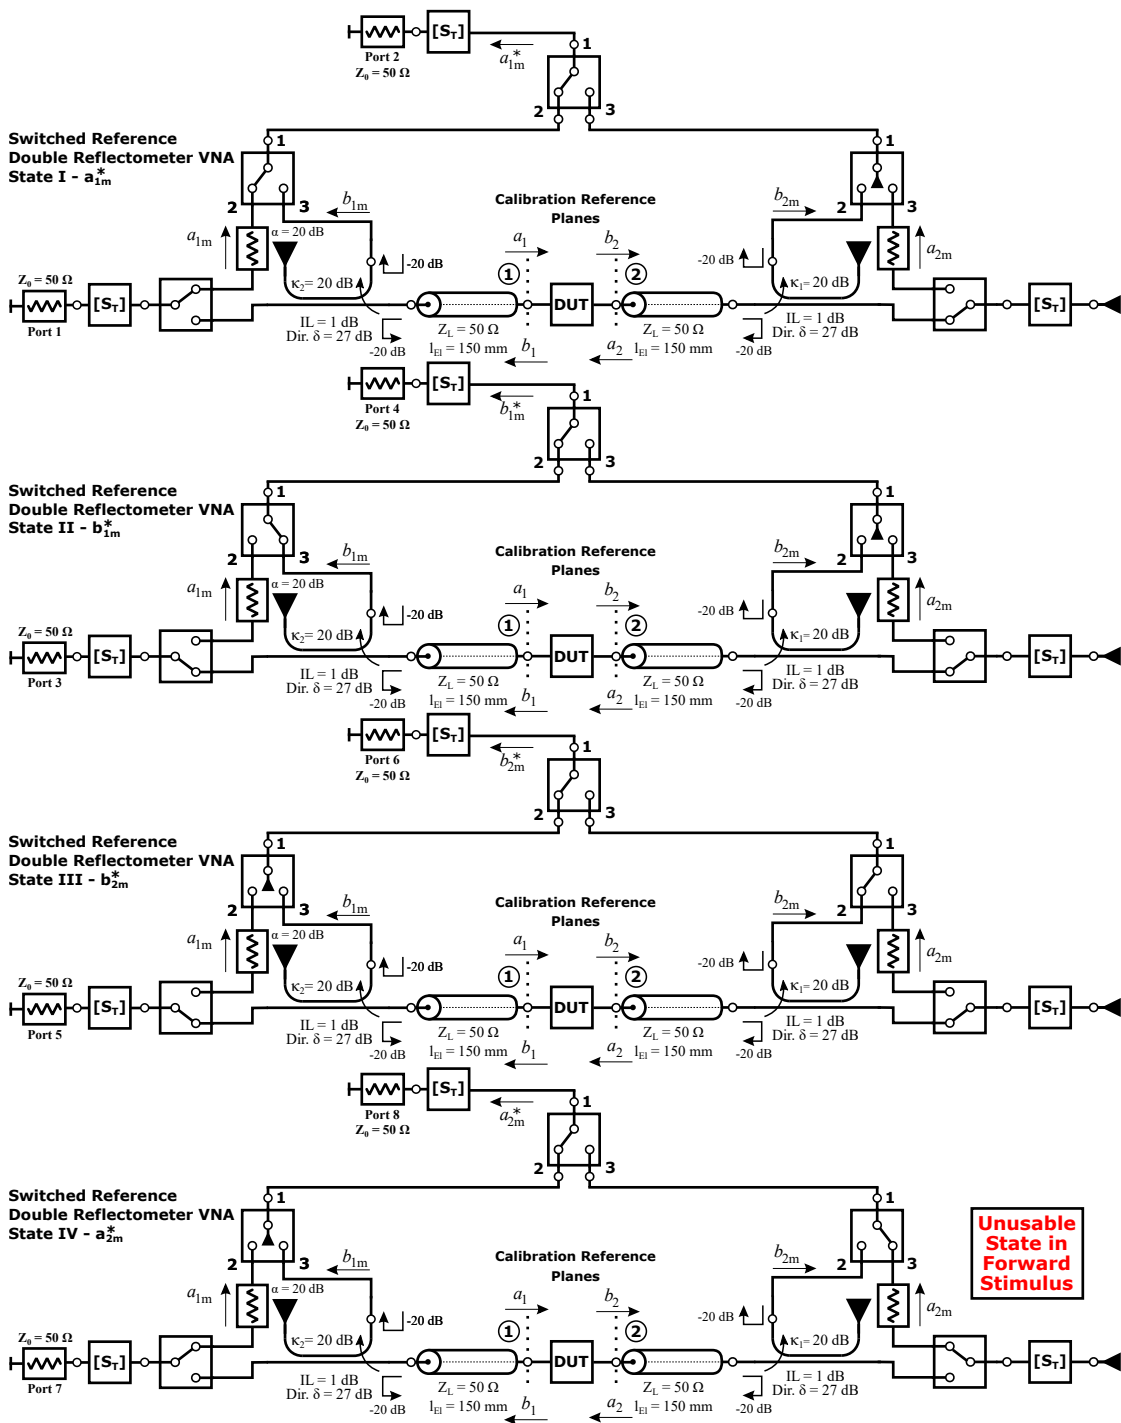 [S_T]
Port 2
Z₀ = 50 Ω
a*₁ₘ
1
2
3
Switched Reference
Double Reflectometer VNA
State I - a*₁ₘ
1
2
3
b₁ₘ
a₁ₘ
α = 20 dB
-20 dB
κ₂= 20 dB
Calibration Reference
Planes
a₁
b₂
1
2
b₂ₘ
1
2
3
-20 dB
κ₁= 20 dB
a₂ₘ
Z₀ = 50 Ω
Port 1
[S_T]
IL = 1 dB
Dir. δ = 27 dB
-20 dB
Z_L = 50 Ω
l_El = 150 mm
DUT
b₁
a₂
Z_L = 50 Ω
l_El = 150 mm
IL = 1 dB
Dir. δ = 27 dB
-20 dB
[S_T]
[S_T]
Port 4
Z₀ = 50 Ω
b*₁ₘ
1
2
3
Switched Reference
Double Reflectometer VNA
State II - b*₁ₘ
1
2
3
b₁ₘ
a₁ₘ
α = 20 dB
-20 dB
κ₂= 20 dB
Calibration Reference
Planes
a₁
b₂
1
2
b₂ₘ
1
2
3
-20 dB
κ₁= 20 dB
a₂ₘ
Z₀ = 50 Ω
Port 3
[S_T]
IL = 1 dB
Dir. δ = 27 dB
-20 dB
Z_L = 50 Ω
l_El = 150 mm
DUT
b₁
a₂
Z_L = 50 Ω
l_El = 150 mm
IL = 1 dB
Dir. δ = 27 dB
-20 dB
[S_T]
[S_T]
Port 6
Z₀ = 50 Ω
b*₂ₘ
1
2
3
Switched Reference
Double Reflectometer VNA
State III - b*₂ₘ
1
2
3
b₁ₘ
a₁ₘ
α = 20 dB
-20 dB
κ₂= 20 dB
Calibration Reference
Planes
a₁
b₂
1
2
b₂ₘ
1
2
3
-20 dB
κ₁= 20 dB
a₂ₘ
Z₀ = 50 Ω
Port 5
[S_T]
IL = 1 dB
Dir. δ = 27 dB
-20 dB
Z_L = 50 Ω
l_El = 150 mm
DUT
b₁
a₂
Z_L = 50 Ω
l_El = 150 mm
IL = 1 dB
Dir. δ = 27 dB
-20 dB
[S_T]
[S_T]
Port 8
Z₀ = 50 Ω
a*₂ₘ
1
2
3
Switched Reference
Double Reflectometer VNA
State IV - a*₂ₘ
1
2
3
b₁ₘ
a₁ₘ
α = 20 dB
-20 dB
κ₂= 20 dB
Calibration Reference
Planes
a₁
b₂
1
2
b₂ₘ
1
2
3
-20 dB
κ₁= 20 dB
a₂ₘ
Unusable
State in
Forward
Stimulus
Z₀ = 50 Ω
Port 7
[S_T]
IL = 1 dB
Dir. δ = 27 dB
-20 dB
Z_L = 50 Ω
l_El = 150 mm
DUT
b₁
a₂
Z_L = 50 Ω
l_El = 150 mm
IL = 1 dB
Dir. δ = 27 dB
-20 dB
[S_T]